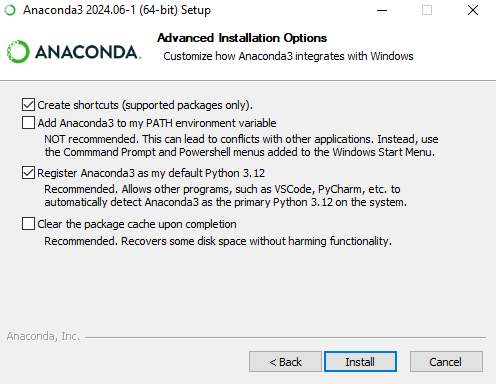 Anaconda3 2024.06-1 (64-bit) Setup
ANACONDA.
Advanced Installation Options
Customize how Anaconda3 integrates with Windows
Create shortcuts (supported packages only).
Add Anaconda3 to my PATH environment variable
NOT recommended. This can lead to conflicts with other applications. Instead, use
the Commmand Prompt and Powershell menus added to the Windows Start Menu.
Register Anaconda3 as my default Python 3.12
Recommended. Allows other programs, such as VSCode, PyCharm, etc. to
automatically detect Anaconda3 as the primary Python 3.12 on the system.
Clear the package cache upon completion
Recommended. Recovers some disk space without harming functionality.
Anaconda, Inc.
< Back
Install
Cancel